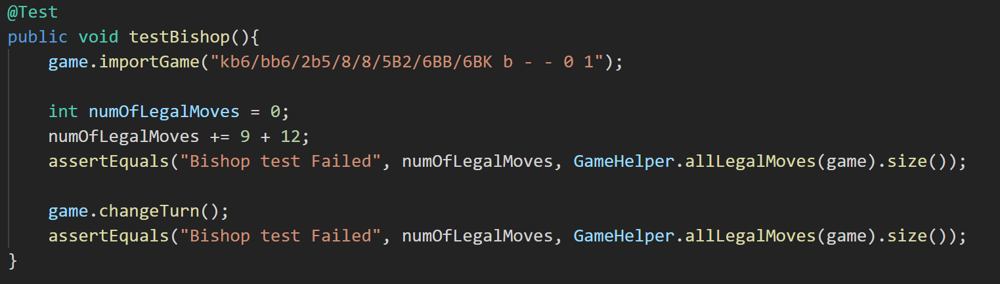 @Test
public void testBishop(){
    game.importGame("kb6/bb6/2b5/8/8/5B2/6BB/6BK b - - 0 1");

    int numOfLegalMoves = 0;
    numOfLegalMoves += 9 + 12;
    assertEquals("Bishop test Failed", numOfLegalMoves, GameHelper.allLegalMoves(game).size());

    game.changeTurn();
    assertEquals("Bishop test Failed", numOfLegalMoves, GameHelper.allLegalMoves(game).size());
}